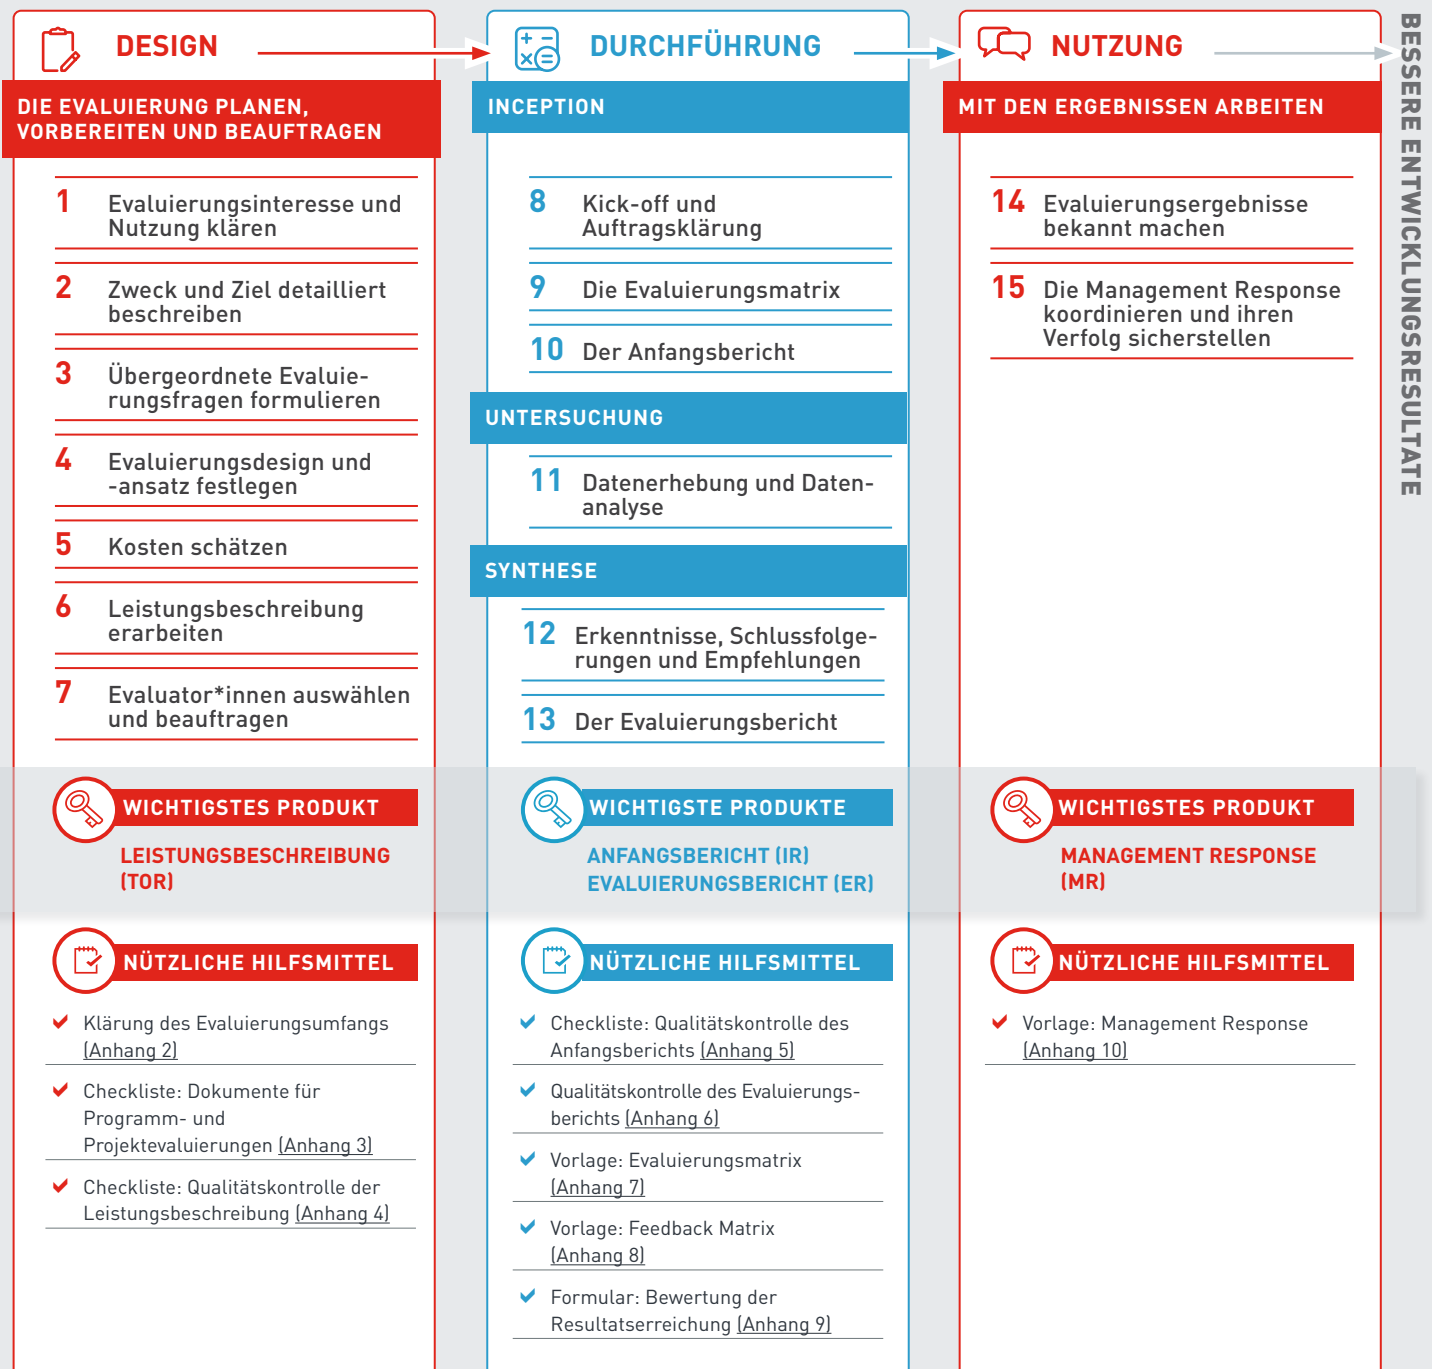 DESIGN
DIE EVALUIERUNG PLANEN,
VORBEREITEN UND BEAUFTRAGEN
1 Evaluierungsinteresse und
Nutzung klären
2 Zweck und Ziel detailliert
beschreiben
3 Übergeordnete Evaluie-
rungsfragen formulieren
4 Evaluierungsdesign und
-ansatz festlegen
5 Kosten schätzen
6 Leistungsbeschreibung
erarbeiten
7 Evaluator*innen auswählen
und beauftragen
WICHTIGSTES PRODUKT
LEISTUNGSBESCHREIBUNG
(TOR)
NÜTZLICHE HILFSMITTEL
Klärung des Evaluierungsumfangs
(Anhang 2)
Checkliste: Dokumente für
Programm- und
Projektevaluierungen (Anhang 3)
Checkliste: Qualitätskontrolle der
Leistungsbeschreibung (Anhang 4)
DURCHFÜHRUNG
INCEPTION
8 Kick-off und
Auftragsklärung
9 Die Evaluierungsmatrix
10 Der Anfangsbericht
UNTERSUCHUNG
11 Datenerhebung und Daten-
analyse
SYNTHESE
12 Erkenntnisse, Schlussfolge-
rungen und Empfehlungen
13 Der Evaluierungsbericht
WICHTIGSTE PRODUKTE
ANFANGSBERICHT (IR)
EVALUIERUNGSBERICHT (ER)
NÜTZLICHE HILFSMITTEL
Checkliste: Qualitätskontrolle des
Anfangsberichts (Anhang 5)
Qualitätskontrolle des Evaluierungs-
berichts (Anhang 6)
Vorlage: Evaluierungsmatrix
(Anhang 7)
Vorlage: Feedback Matrix
(Anhang 8)
Formular: Bewertung der
Resultatserreichung (Anhang 9)
NUTZUNG
MIT DEN ERGEBNISSEN ARBEITEN
14 Evaluierungsergebnisse
bekannt machen
15 Die Management Response
koordinieren und ihren
Verfolg sicherstellen
WICHTIGSTES PRODUKT
MANAGEMENT RESPONSE
(MR)
NÜTZLICHE HILFSMITTEL
Vorlage: Management Response
(Anhang 10)
BESSERE ENTWICKLUNGSRESULTATE